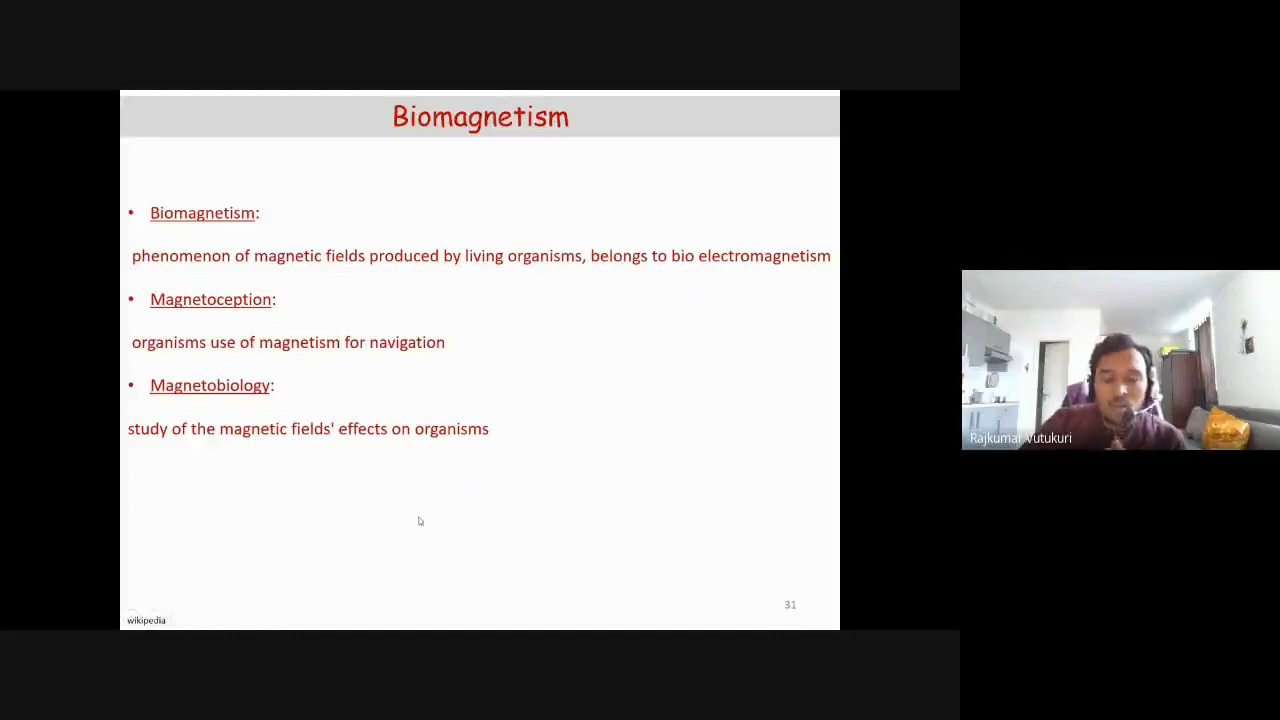 Biomagnetism
• Biomagnetism:
phenomenon of magnetic fields produced by living organisms, belongs to bio electromagnetism
• Magnetoception:
organisms use of magnetism for navigation
• Magnetobiology:
study of the magnetic fields' effects on organisms
31
wikipedia
Rajkumar Vutukuri